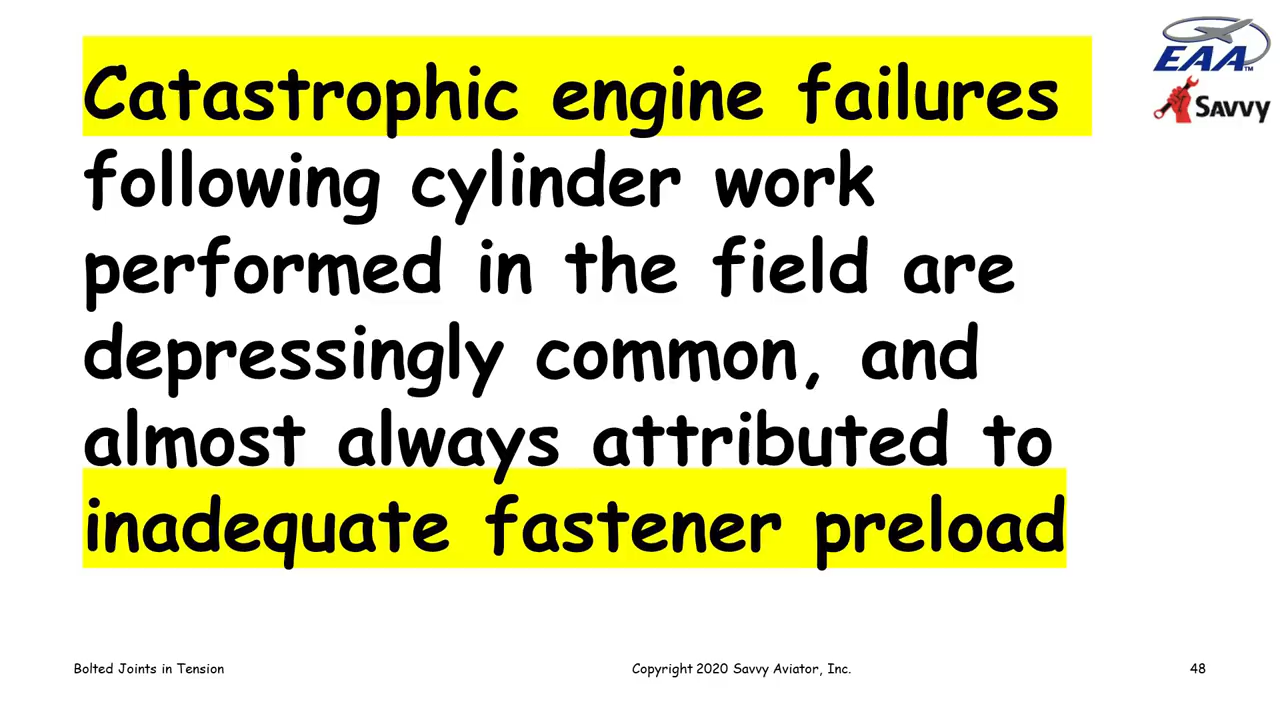 Catastrophic engine failures
following cylinder work
performed in the field are
depressingly common, and
almost always attributed to
inadequate fastener preload
EAA™
Savvy
Bolted Joints in Tension
Copyright 2020 Savvy Aviator, Inc.
48